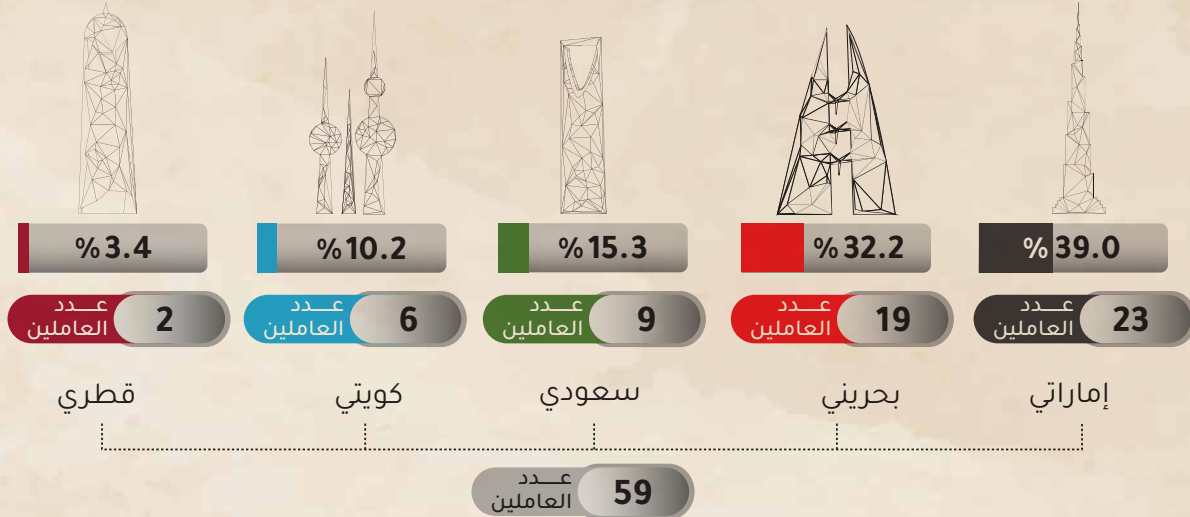 %39.0
%32.2
%15.3
%10.2
%3.4
عـــدد
العاملين
23
عـــدد
العاملين
19
عـــدد
العاملين
9
عـــدد
العاملين
6
عـــدد
العاملين
2
إماراتي
بحريني
سعودي
كويتي
قطري
عـــدد
العاملين
59